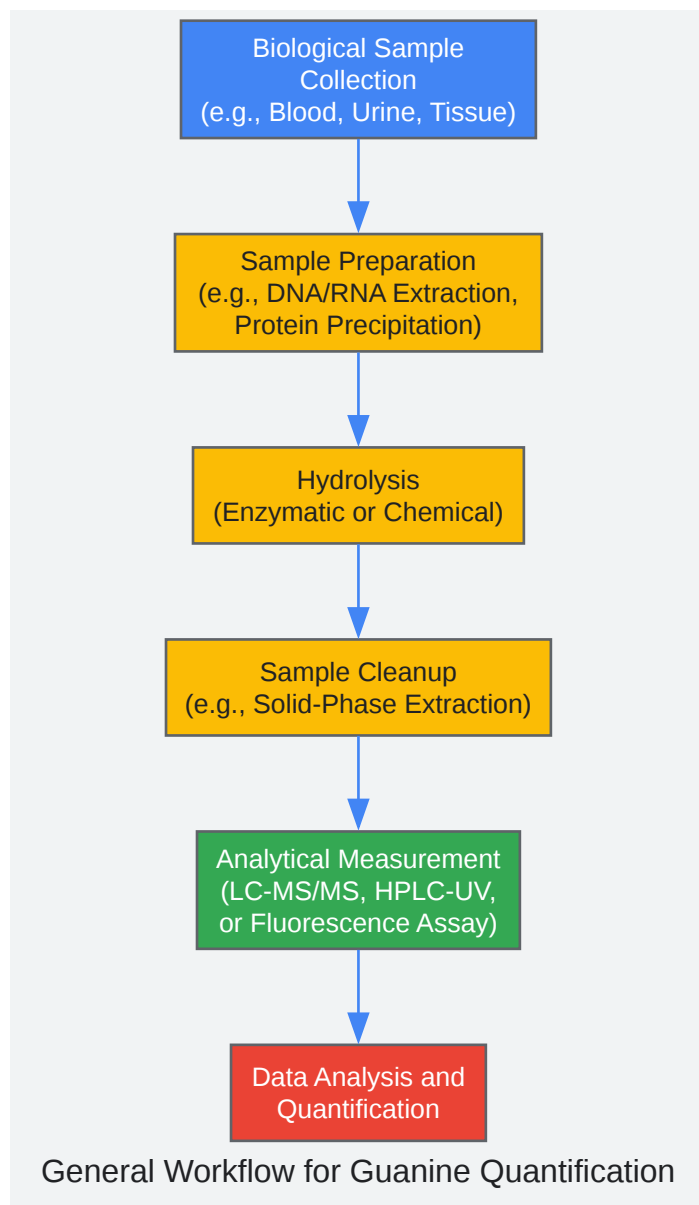 Biological Sample
Collection
(e.g., Blood, Urine, Tissue)
Sample Preparation
(e.g., DNA/RNA Extraction,
Protein Precipitation)
Hydrolysis
(Enzymatic or Chemical)
Sample Cleanup
(e.g., Solid-Phase Extraction)
Analytical Measurement
(LC-MS/MS, HPLC-UV,
or Fluorescence Assay)
Data Analysis and
Quantification
General Workflow for Guanine Quantification